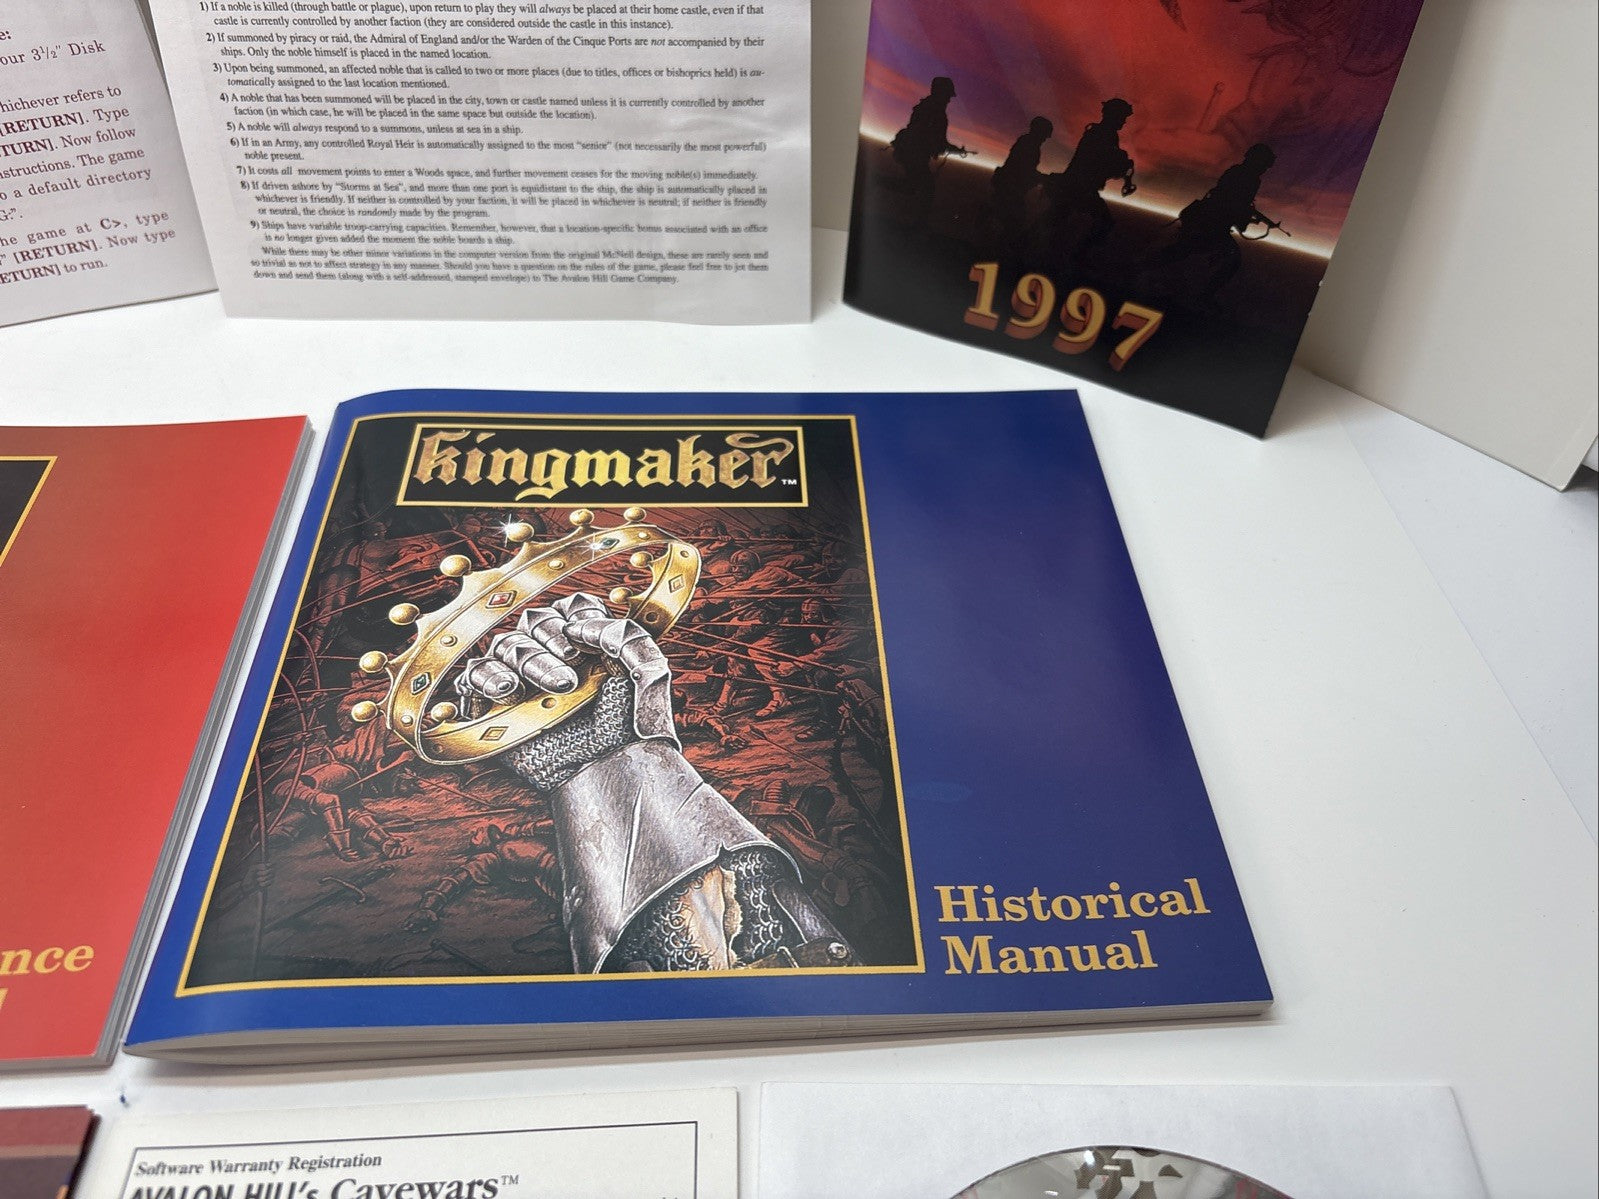 e:
our 3½" Disk
hichever refers to
[RETURN]. Type
TURN]. Now follow
structions. The game
o a default directory
G:".
he game at C>, type
" [RETURN]. Now type
ETURN] to run.
1) If a noble is killed (through battle or plague), upon return to play they will always be placed at their home castle, even if that
castle is currently controlled by another faction (they are considered outside the castle in this instance).
2) If summoned by piracy or raid, the Admiral of England and/or the Warden of the Cinque Ports are not accompanied by their
ships. Only the noble himself is placed in the named location.
3) Upon being summoned, an affected noble that is called to two or more places (due to titles, offices or bishoprics held) is au-
tomatically assigned to the last location mentioned.
4) A noble that has been summoned will be placed in the city, town or castle named unless it is currently controlled by another
faction (in which case, he will be placed in the same space but outside the location).
5) A noble will always respond to a summons, unless at sea in a ship.
6) If in an Army, any controlled Royal Heir is automatically assigned to the most "senior" (not necessarily the most powerful)
noble present.
7) It costs all movement points to enter a Woods space, and further movement ceases for the moving noble(s) immediately.
8) If driven ashore by "Storms at Sea", and more than one port is equidistant to the ship, the ship is automatically placed in
whichever is friendly. If neither is controlled by your faction, it will be placed in whichever is neutral; if neither is friendly
or neutral, the choice is randomly made by the program.
9) Ships have variable troop-carrying capacities. Remember, however, that a location-specific bonus associated with an office
is no longer given added the moment the noble boards a ship.
While there may be other minor variations in the computer version from the original McNeil design, these are rarely seen and
so trivial as not to affect strategy in any manner. Should you have a question on the rules of the game, please feel free to jot them
down and send them (along with a self-addressed, stamped envelope) to The Avalon Hill Game Company.
1997
Kingmaker™
Historical
Manual
nce
Software Warranty Registration
AVALON HILL's Cavewars™